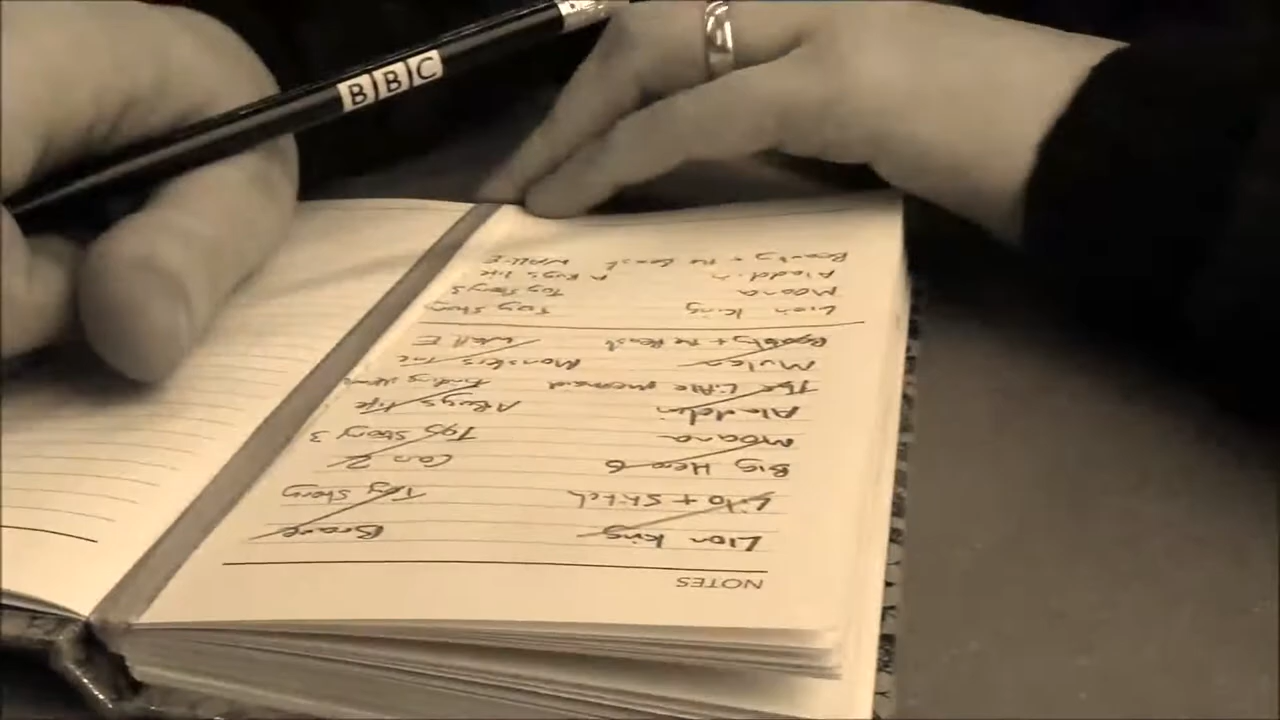 BBC
NOTES
Lion King Brave
Lilo + Stitch Toy Story
Big Hero 6 Cars 2
Moana Toy Story 3
Aladdin A Bugs life
The Little Mermaid Finding Nemo
Mulan Monsters Inc
Beauty + the Beast Wall E
Lion King Toy Story
Moana Toy Story 3
Aladdin A Bug's life
Beauty + the beast WALL-E